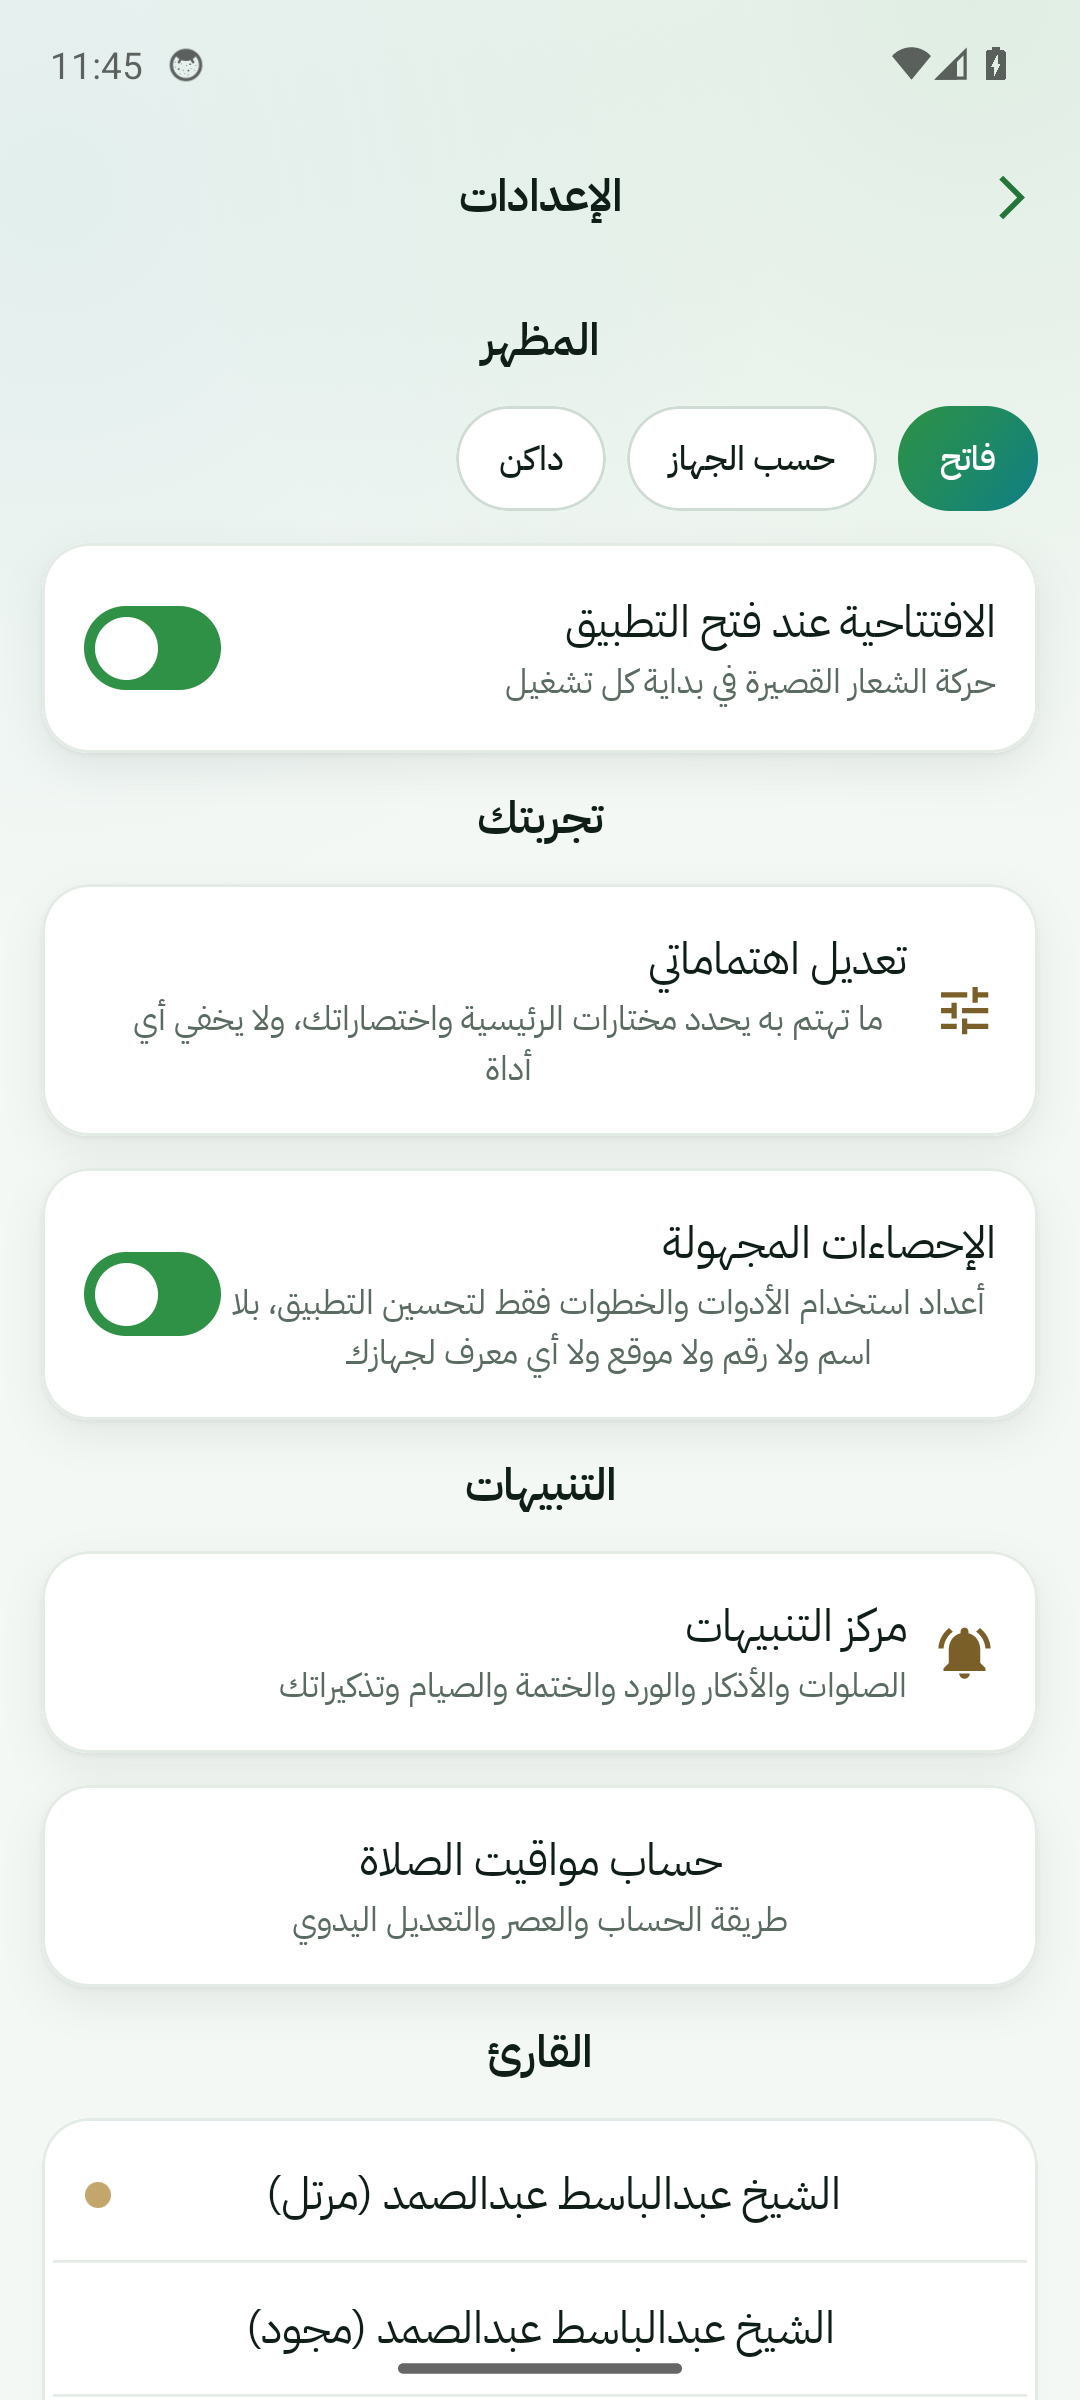 11:45
الإعدادات
المظهر
فاتح
حسب الجهاز
داكن
الافتتاحية عند فتح التطبيق
حركة الشعار القصيرة في بداية كل تشغيل
تجربتك
تعديل اهتماماتي
ما تهتم به يحدد مختارات الرئيسية واختصاراتك، ولا يخفي أي
أداة
الإحصاءات المجهولة
أعداد استخدام الأدوات والخطوات فقط لتحسين التطبيق، بلا
اسم ولا رقم ولا موقع ولا أي معرف لجهازك
التنبيهات
مركز التنبيهات
الصلوات والأذكار والورد والختمة والصيام وتذكيراتك
حساب مواقيت الصلاة
طريقة الحساب والعصر والتعديل اليدوي
القارئ
الشيخ عبدالباسط عبدالصمد (مرتل)
الشيخ عبدالباسط عبدالصمد (مجود)